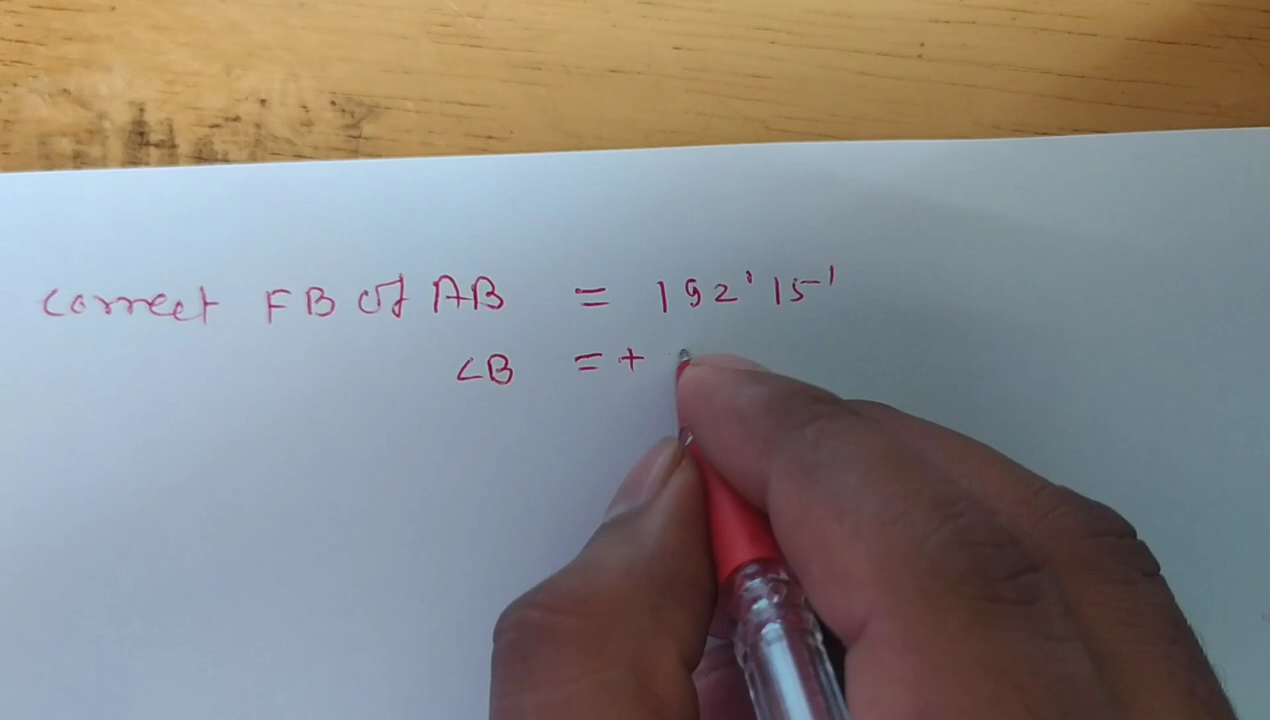 correct FB of AB = 192' 15'
<B = +